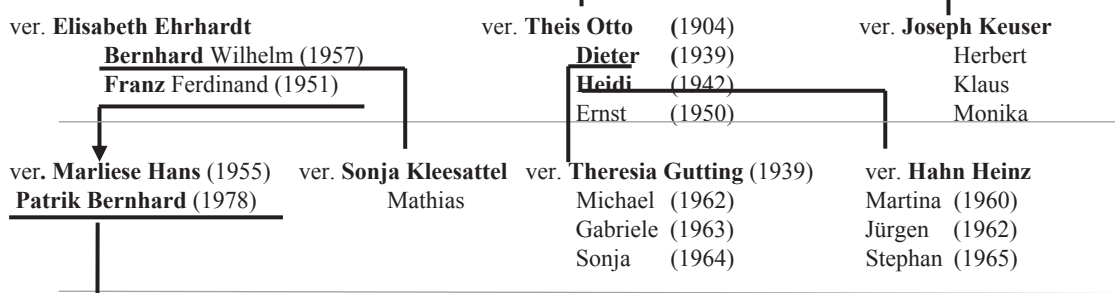 ver. Elisabeth Ehrhardt
Bernhard Wilhelm (1957)
Franz Ferdinand (1951)
ver. Theis Otto (1904)
Dieter (1939)
Heidi (1942)
Ernst (1950)
ver. Joseph Keuser
Herbert
Klaus
Monika
ver. Marliese Hans (1955)
Patrik Bernhard (1978)
ver. Sonja Kleesattel
Mathias
ver. Theresia Gutting (1939)
Michael (1962)
Gabriele (1963)
Sonja (1964)
ver. Hahn Heinz
Martina (1960)
Jürgen (1962)
Stephan (1965)